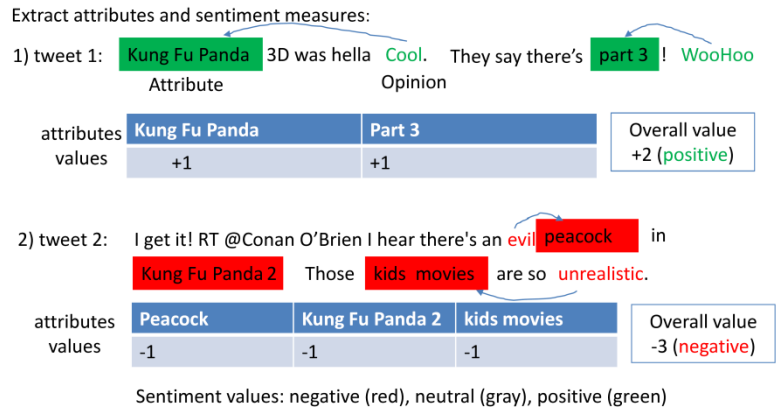 Extract attributes and sentiment measures:
1) tweet 1: Kung Fu Panda 3D was hella Cool. They say there's part 3 ! WooHoo
Attribute Opinion
attributes Kung Fu Panda Part 3
values +1 +1
Overall value
+2 (positive)
2) tweet 2: I get it! RT @Conan O'Brien I hear there's an evil peacock in
Kung Fu Panda 2 Those kids movies are so unrealistic.
attributes Peacock Kung Fu Panda 2 kids movies
values -1 -1 -1
Overall value
-3 (negative)
Sentiment values: negative (red), neutral (gray), positive (green)